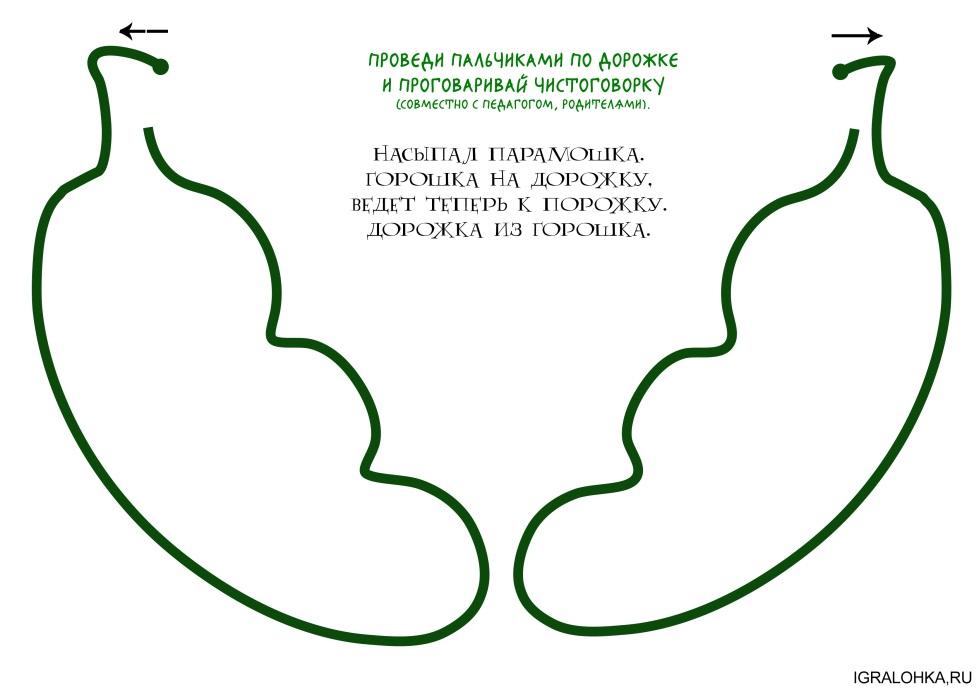 ПРОВЕДИ ПАЛЬЧИКАМИ ПО ДОРОЖКЕ
И ПРОГОВАРИВАЙ ЧИСТОГОВОРКУ
(СОВМЕСТНО С ПЕДАГОГОМ, РОДИТЕЛЯМИ).
НАСЫПАЛ ПАРАМОШКА.
ГОРОШКА НА ДОРОЖКУ,
ВЕДЕТ ТЕПЕРЬ К ПОРОЖКУ.
ДОРОЖКА ИЗ ГОРОШКА.
IGRALOHKA,RU